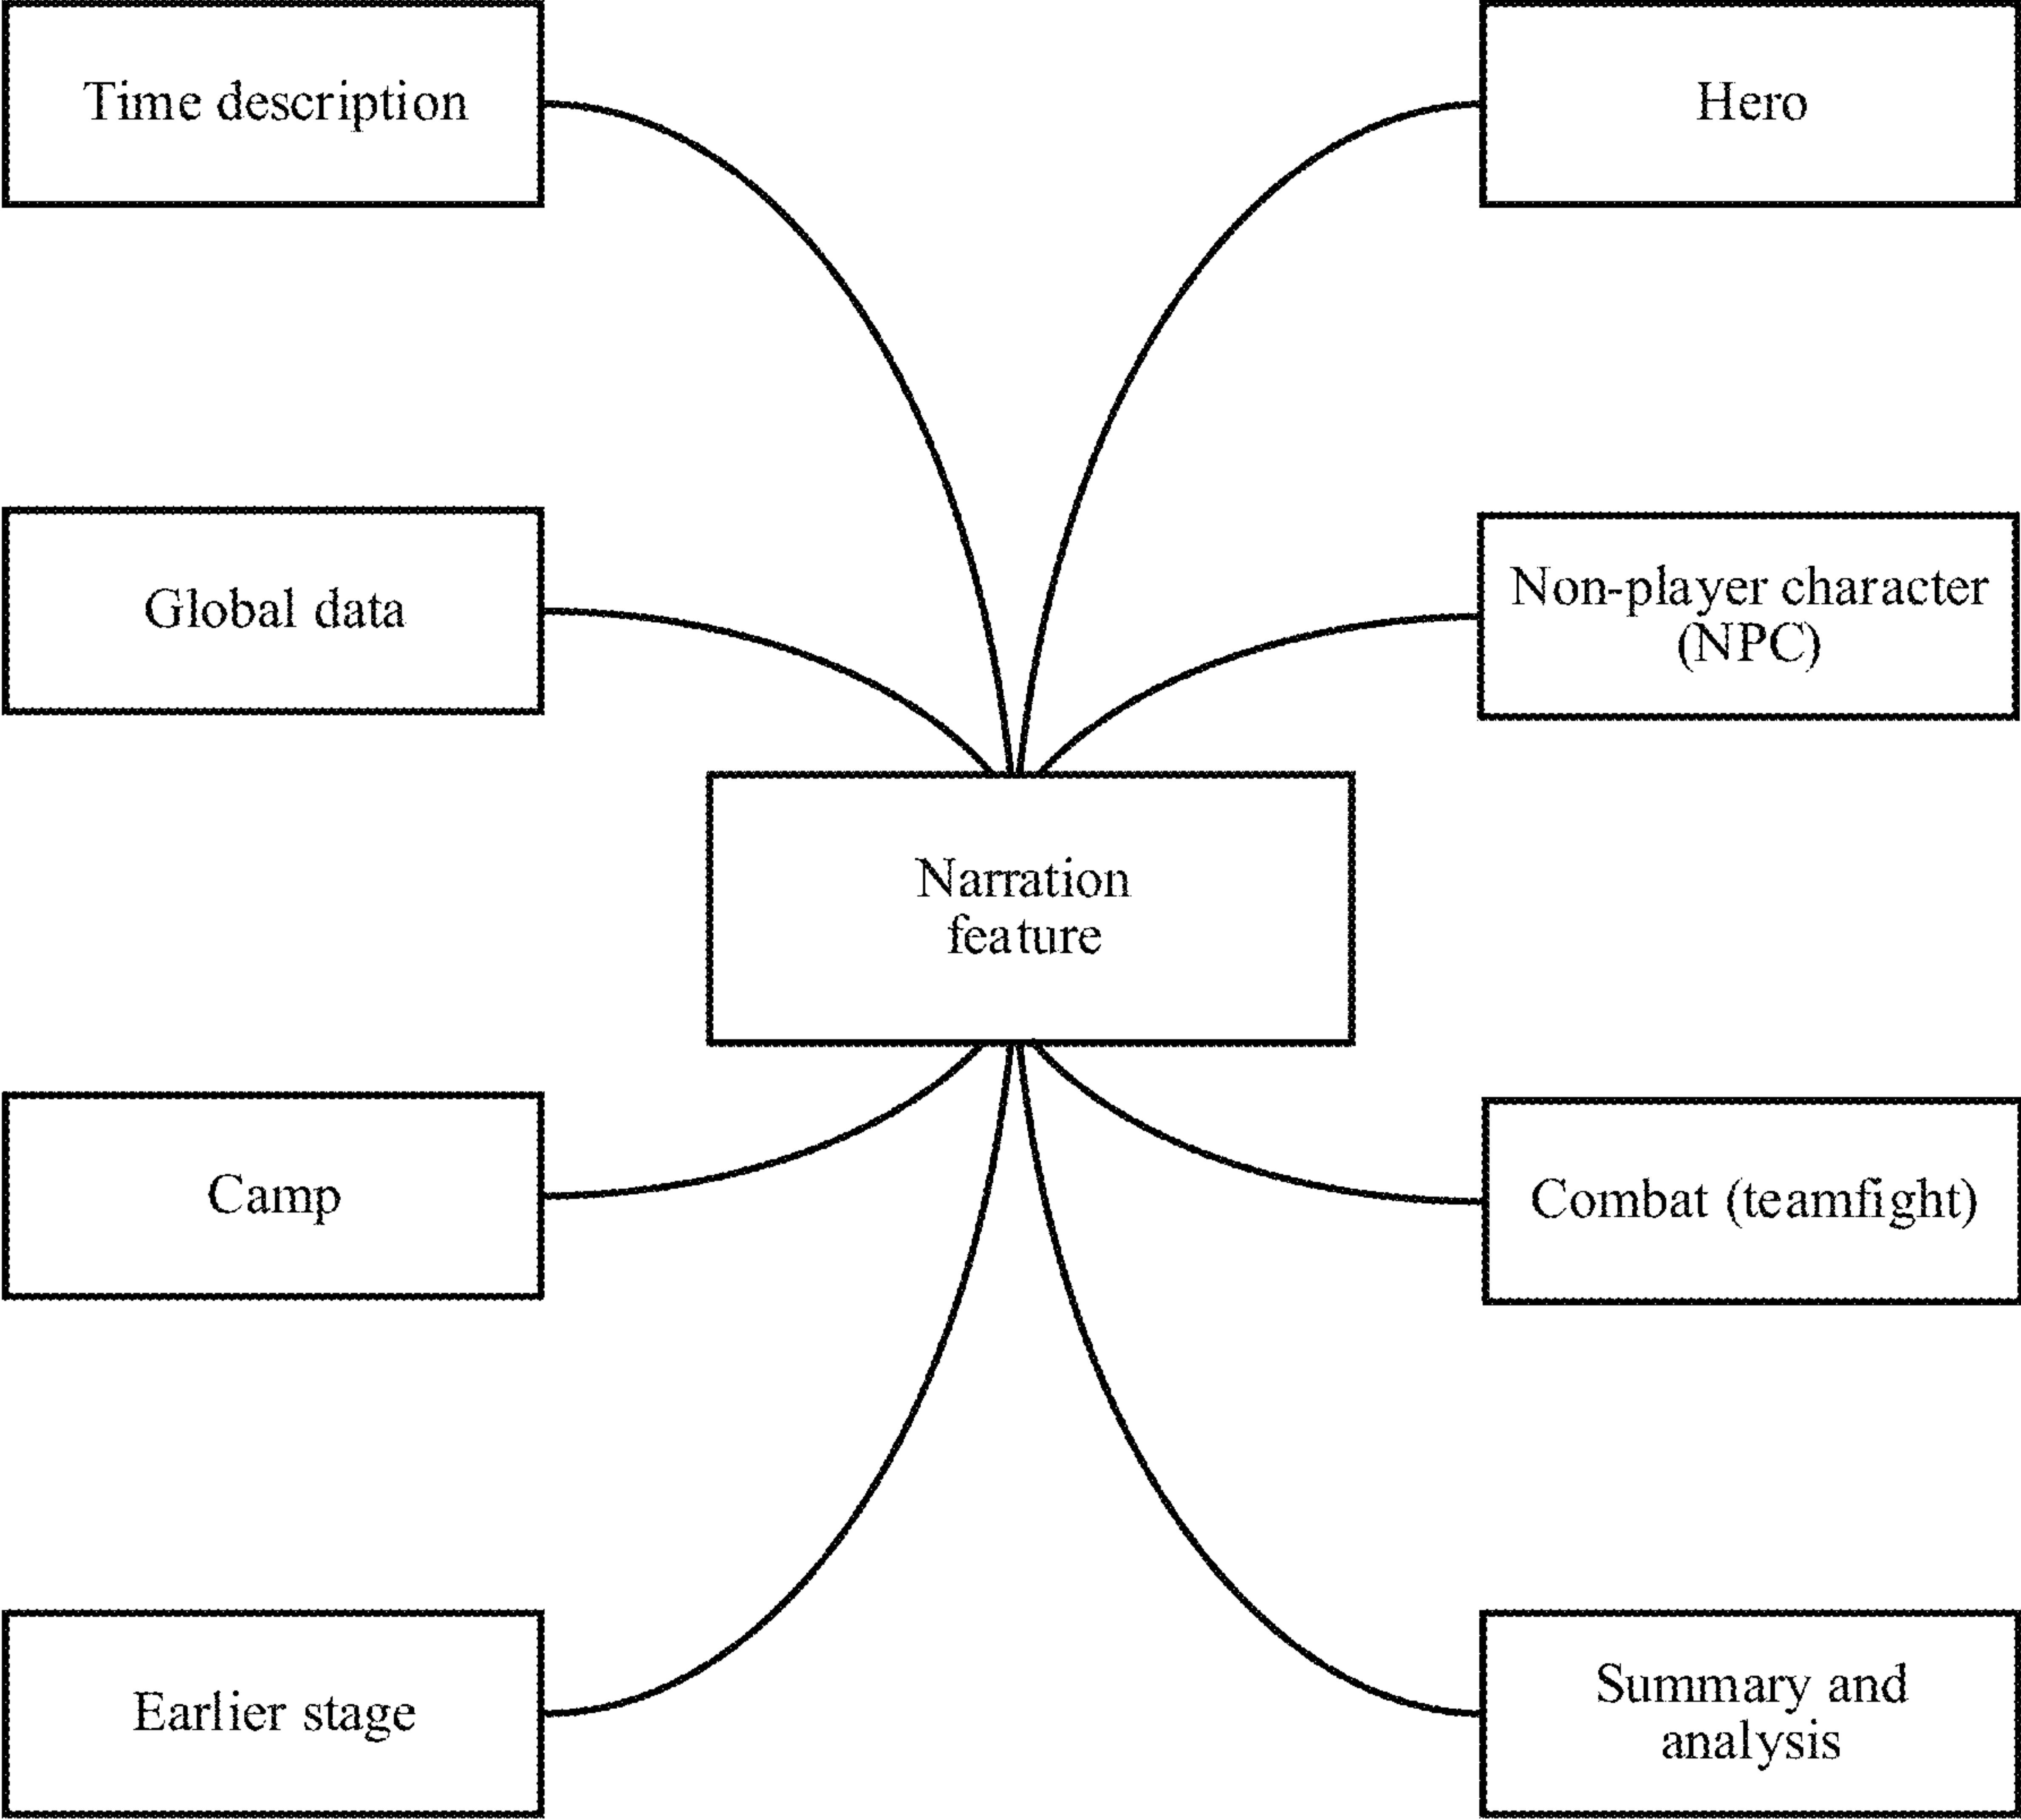 Time description
Hero
Global data
Non-player character
(NPC)
Narration
feature
Camp
Combat (teamfight)
Earlier stage
Summary and
analysis